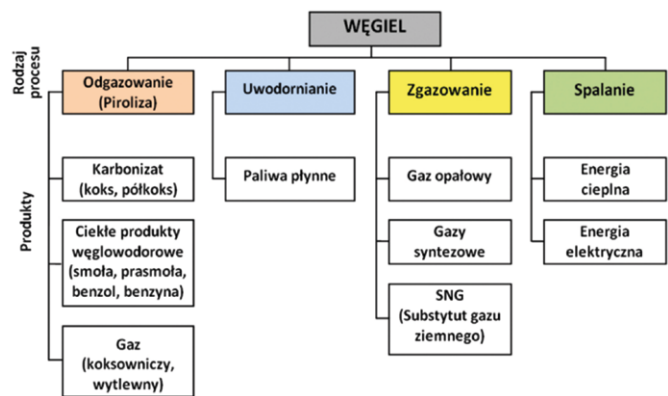 WĘGIEL
Rodzaj
procesu
Odgazowanie
(Piroliza)
Uwodornianie
Zgazowanie
Spalanie
Produkty
Karbonizat
(koks, półkoks)
Ciekłe produkty
węglowodorowe
(smoła, prasmoła,
benzol, benzyna)
Gaz
(koksowniczy,
wytlewny)
Paliwa płynne
Gaz opałowy
Gazy
syntezowe
SNG
(Substytut gazu
ziemnego)
Energia
cieplna
Energia
elektryczna